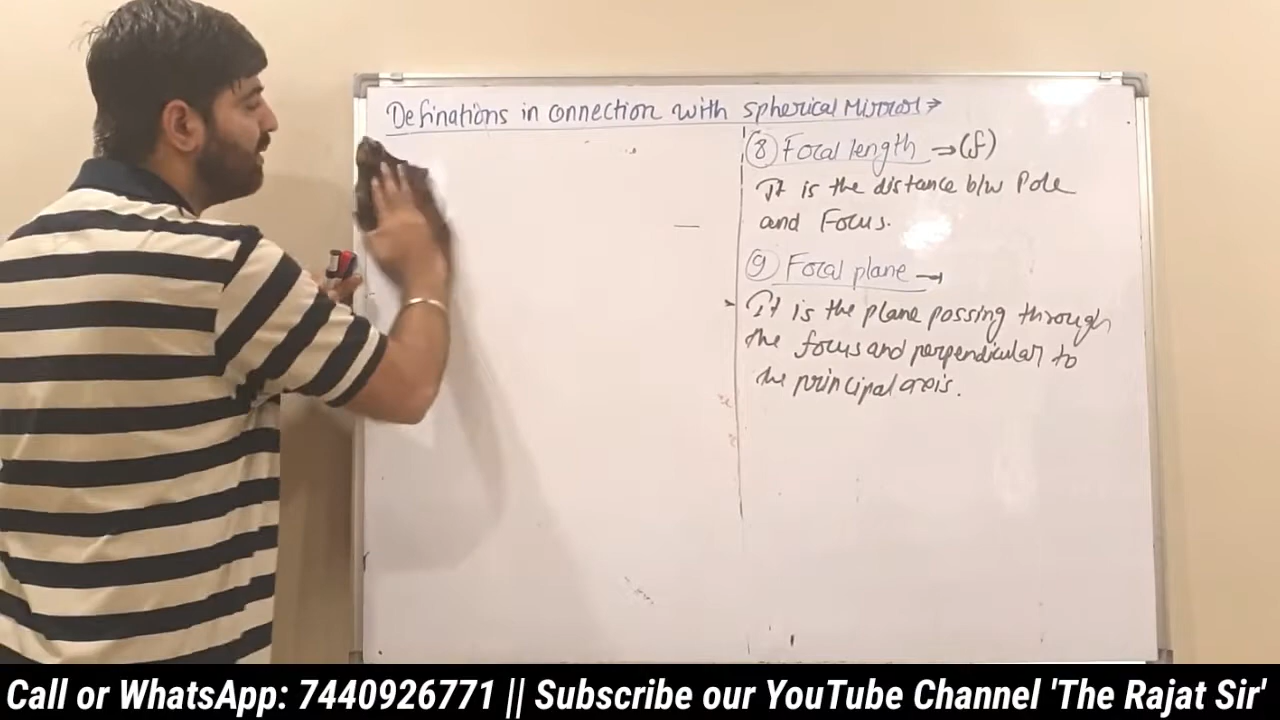 Definations in connection with spherical Mirrors→
⑧ Focal length →(f)
It is the distance b/w Pole
and Focus.
⑨ Focal plane →
It is the plane passing through
the focus and perpendicular to
the principal axis.
Call or WhatsApp: 7440926771 || Subscribe our YouTube Channel 'The Rajat Sir'